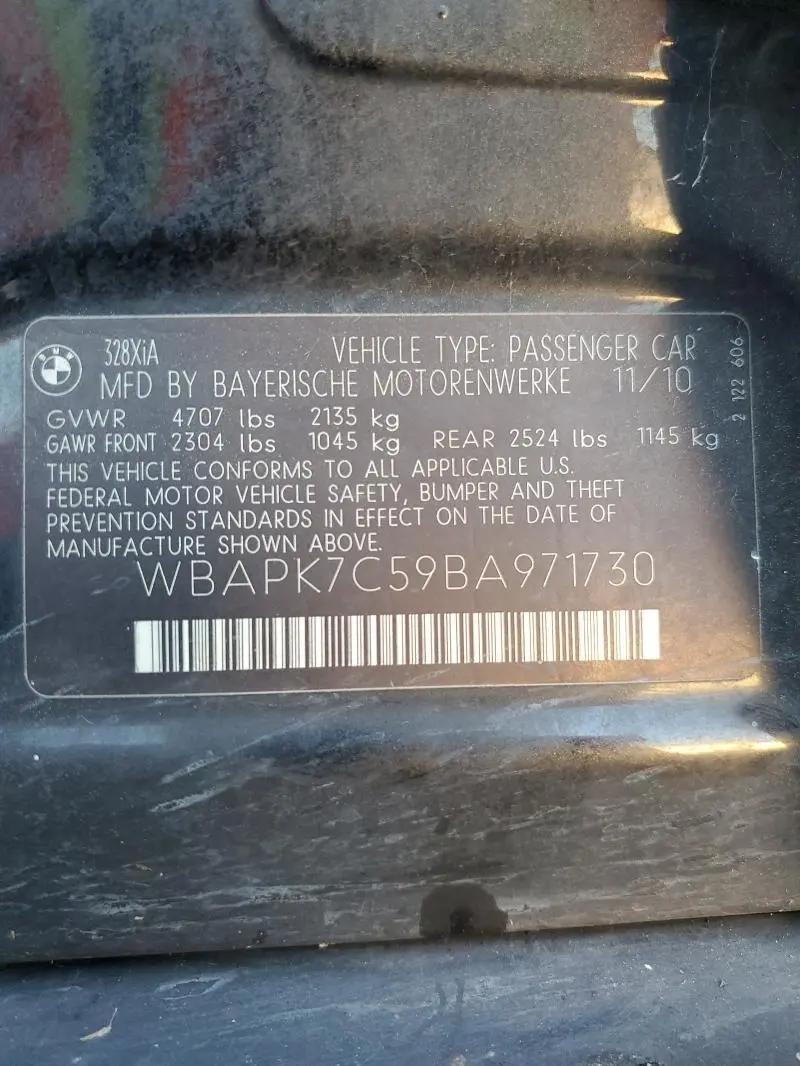 BMW
328XiA
VEHICLE TYPE: PASSENGER CAR
MFD BY BAYERISCHE MOTORENWERKE 11/10
GVWR 4707 lbs 2135 kg
GAWR FRONT 2304 lbs 1045 kg REAR 2524 lbs 1145 kg
THIS VEHICLE CONFORMS TO ALL APPLICABLE U.S.
FEDERAL MOTOR VEHICLE SAFETY, BUMPER AND THEFT
PREVENTION STANDARDS IN EFFECT ON THE DATE OF
MANUFACTURE SHOWN ABOVE.
WBAPK7C59BA971730
2 122 606